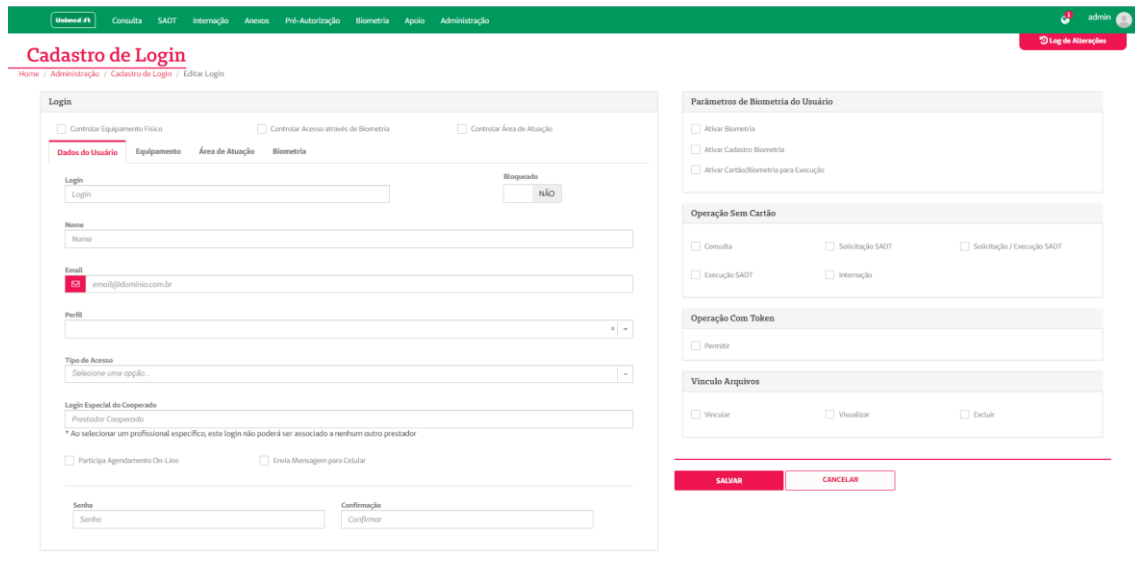 Unimed Consulta SADT Internação Anexos Pré-Autorização Biometria Apoio Administração admin
Log de Alterações
Cadastro de Login
Home / Administração / Cadastro de Login / Editar Login
Login
Controlar Equipamento Físico Controlar Acesso através de Biometria Controlar Área de Atuação
Dados do Usuário Equipamento Área de Atuação Biometria
Login Bloqueado
Login NÃO
Nome
Nome
Email
email@dominio.com.br
Perfil
Tipo de Acesso
Selecione uma opção...
Login Especial do Cooperado
Prestador Cooperado
* Ao selecionar um profissional específico, este login não poderá ser associado a nenhum outro prestador
Participa Agendamento On-Line Envia Mensagem para Celular
Senha Confirmação
Senha Confirmar
Parâmetros de Biometria do Usuário
Ativar Biometria
Ativar Cadastro Biometria
Ativar Cartão/Biometria para Execução
Operação Sem Cartão
Consulta Solicitação SADT Solicitação / Execução SADT
Execução SADT Internação
Operação Com Token
Permitir
Vínculo Arquivos
Vincular Visualizar Excluir
SALVAR CANCELAR